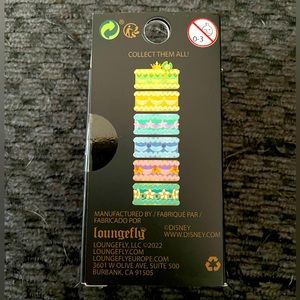 0-3
COLLECT THEM ALL!
MANUFACTURED BY / FABRIQUÉ PAR /
FABRICADO POR
loungefly
©DISNEY
WWW.DISNEY.COM
LOUNGEFLY, LLC ©2022
LOUNGEFLY.COM
LOUNGEFLYEUROPE.COM
3601 W OLIVE AVE, SUITE 500
BURBANK, CA 91505